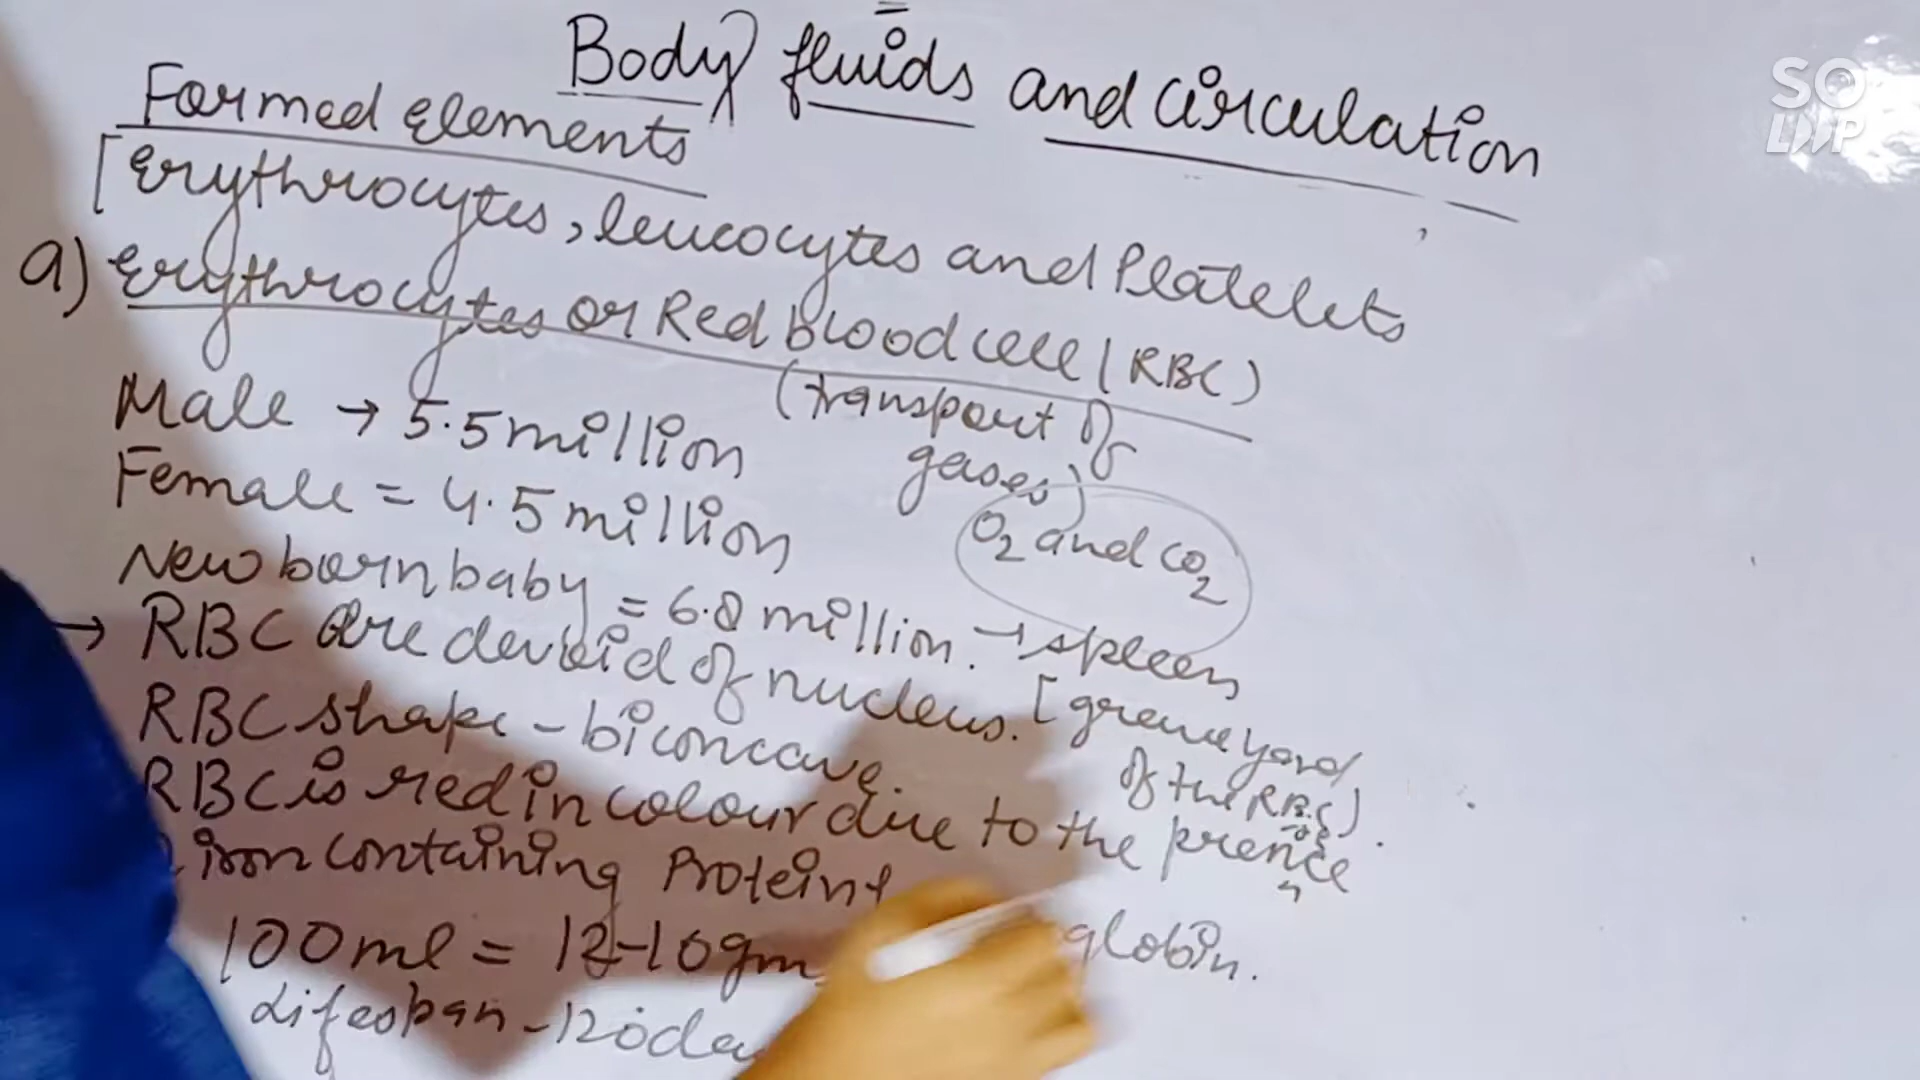 Body fluids and circulation
SO
LOOP
Formed elements
[Erythrocytes, leucocytes and Platelets
a) Erythrocytes or Red blood cell (RBC)
(transport of
gases)
O2 and CO2
Male → 5.5 million
Female = 4.5 million
New born baby = 6.8 million.
→ RBC are devoid of nucleus.
→ spleen
[graveyard
of the RBC)
RBC shape - biconcave.
RBC is red in colour due to the
iron containing Protein
globin.
100ml = 12-16gm
Lifespan - 120 da